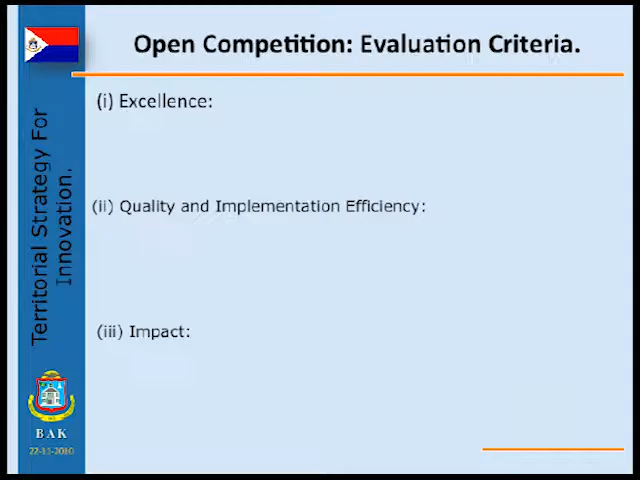 Open Competition: Evaluation Criteria.
(i) Excellence:
(ii) Quality and Implementation Efficiency:
(iii) Impact:
Territorial Strategy For
Innovation.
BAK
22-11-2010